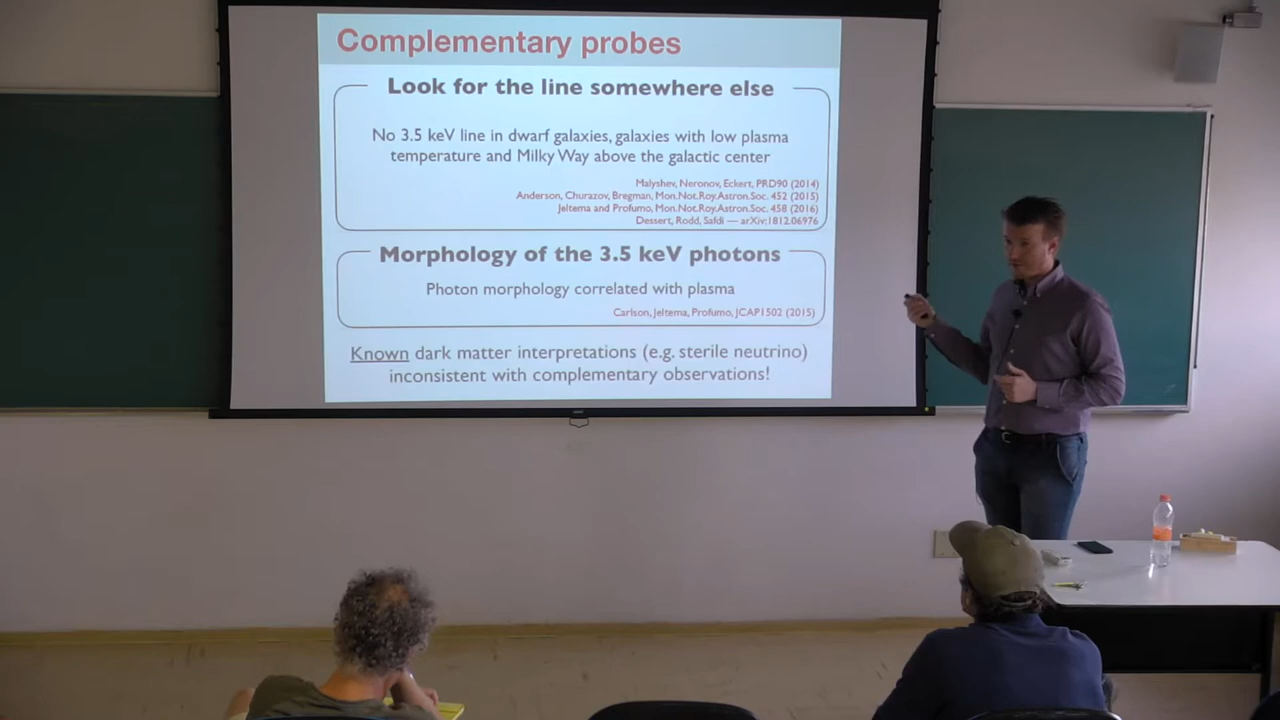 Complementary probes
Look for the line somewhere else
No 3.5 keV line in dwarf galaxies, galaxies with low plasma
temperature and Milky Way above the galactic center
Malyshev, Neronov, Eckert, PRD90 (2014)
Anderson, Churazov, Bregman, Mon.Not.Roy.Astron.Soc. 452 (2015)
Jeltema and Profumo, Mon.Not.Roy.Astron.Soc. 458 (2016)
Dessert, Rodd, Safdi — arXiv:1812.06976
Morphology of the 3.5 keV photons
Photon morphology correlated with plasma
Carlson, Jeltema, Profumo, JCAP1502 (2015)
Known dark matter interpretations (e.g. sterile neutrino)
inconsistent with complementary observations!